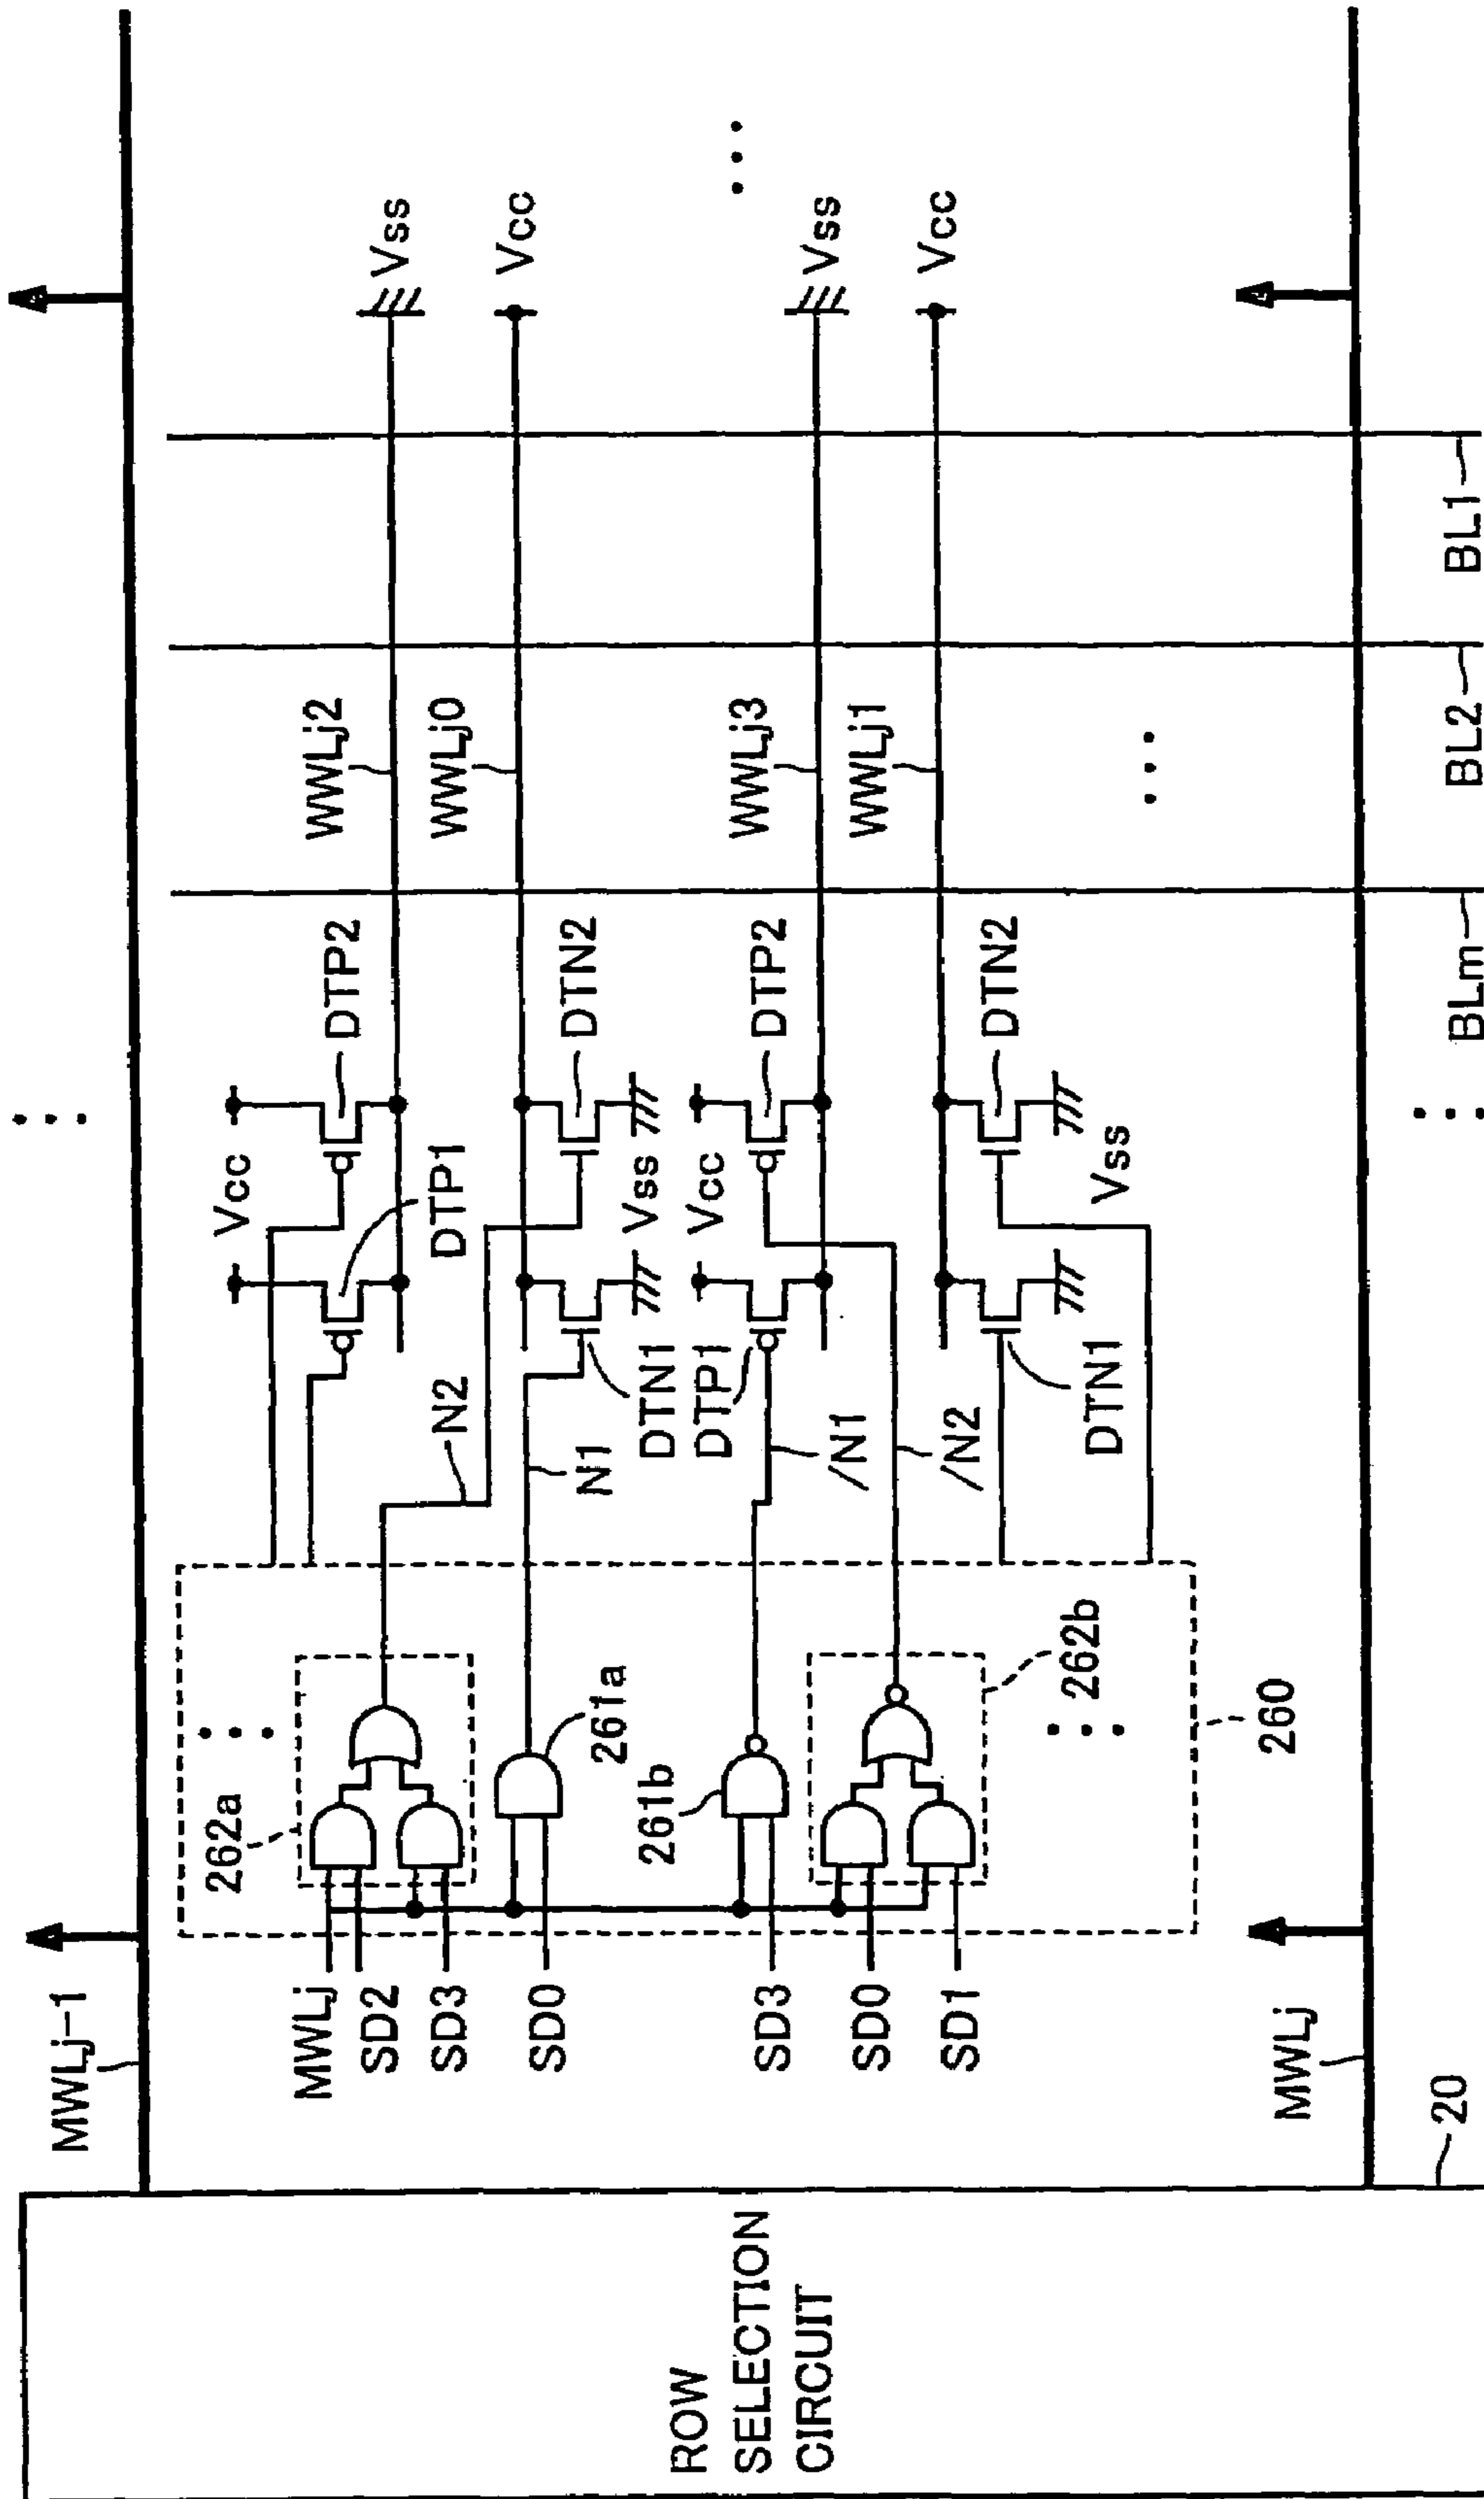 MWLj-1
Vcc
DTP2
DTP1
WWLj2
Vss
262a
MWLj
SD2
SD3
SD0
N2
N1
261a
DTN1
DTN2
Vss
WWLj0
Vcc
261b
SD3
SD0
SD1
DTP1
Vcc
DTP2
/N1
/N2
WWLj3
Vss
262b
DTN1
DTN2
Vss
WWLj1
Vcc
260
MWLj
20
ROW
SELECTION
CIRCUIT
BLm
BL2
BL1